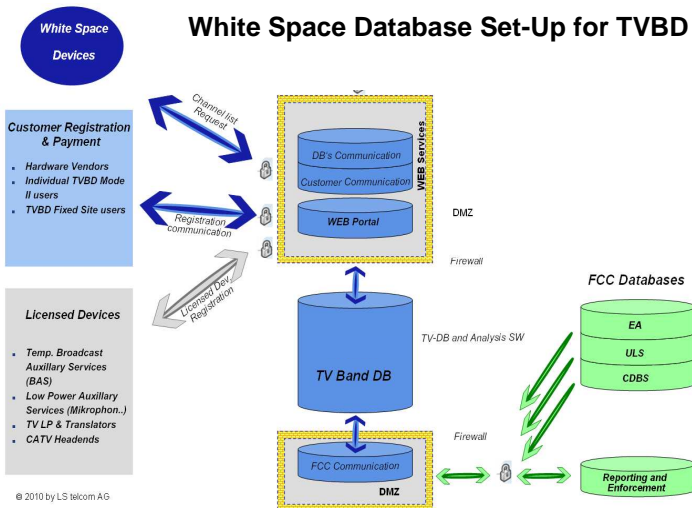 White Space Database Set-Up for TVBD
White Space
Devices
Channel list
Request
Customer Registration
& Payment
Hardware Vendors
Individual TVBD Mode
II users
TVBD Fixed Site users
Registration
communication
Licensed Dev.
Registration
DB's Communication
Customer Communication
WEB Portal
WEB Services
DMZ
Firewall
Licensed Devices
Temp. Broadcast
Auxillary Services
(BAS)
Low Power Auxillary
Services (Mikrophon..)
TV LP & Translators
CATV Headends
TV Band DB
TV-DB and Analysis SW
FCC Databases
EA
ULS
CDBS
Firewall
FCC Communication
DMZ
Reporting and
Enforcement
© 2010 by LS telcom AG